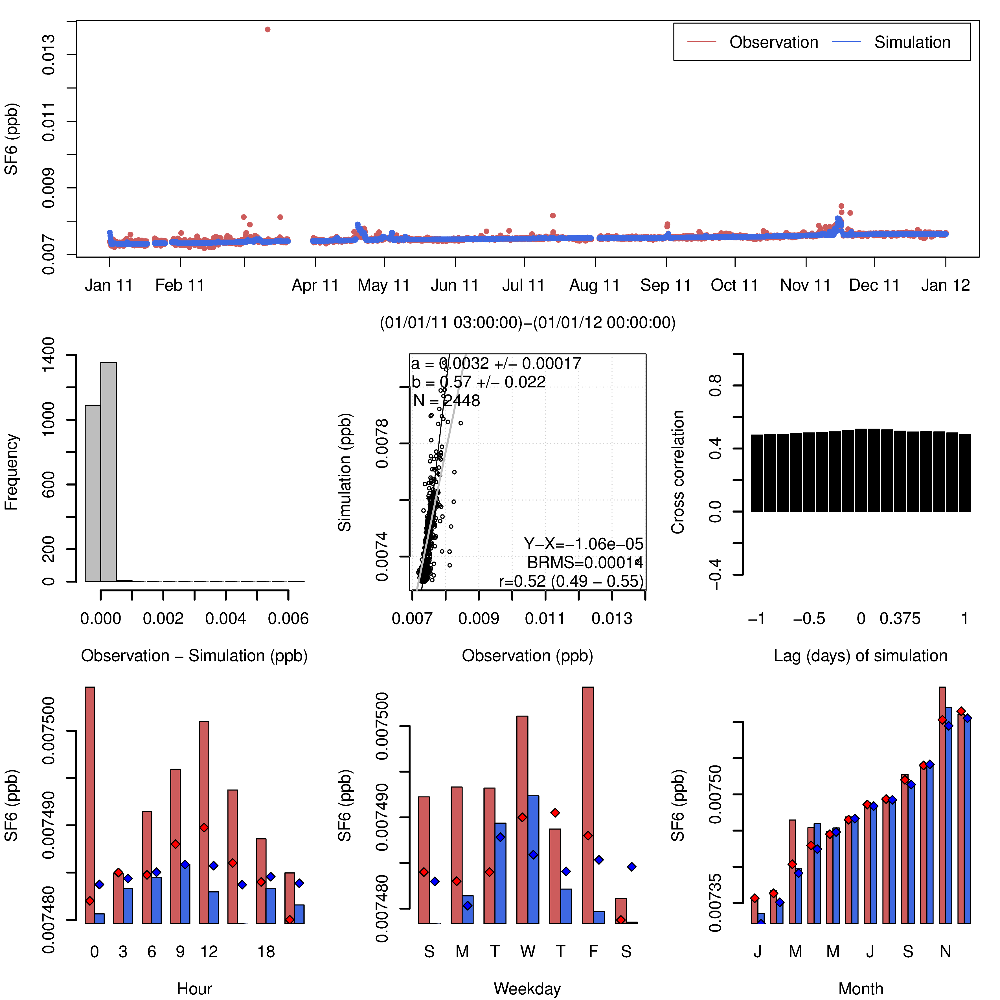 Observation Simulation
SF6 (ppb)
0.007 0.009 0.011 0.013
Jan 11 Feb 11 Apr 11 May 11 Jun 11 Jul 11 Aug 11 Sep 11 Oct 11 Nov 11 Dec 11 Jan 12
(01/01/11 03:00:00)−(01/01/12 00:00:00)
Frequency
0 200 600 1000 1400
0.000 0.002 0.004 0.006
Observation − Simulation (ppb)
a = 0.0032 +/− 0.00017
b = 0.57 +/− 0.022
N = 2448
Simulation (ppb)
0.0074 0.0078
Y−X=−1.06e−05
BRMS=0.00014
r=0.52 (0.49 − 0.55)
0.007 0.009 0.011 0.013
Observation (ppb)
Cross correlation
−0.4 0.0 0.4 0.8
−1 −0.5 0 0.375 1
Lag (days) of simulation
SF6 (ppb)
0.007480 0.007490 0.007500
0 3 6 9 12 18
Hour
SF6 (ppb)
0.007480 0.007490 0.007500
S M T W T F S
Weekday
SF6 (ppb)
0.00735 0.00750
J M M J S N
Month